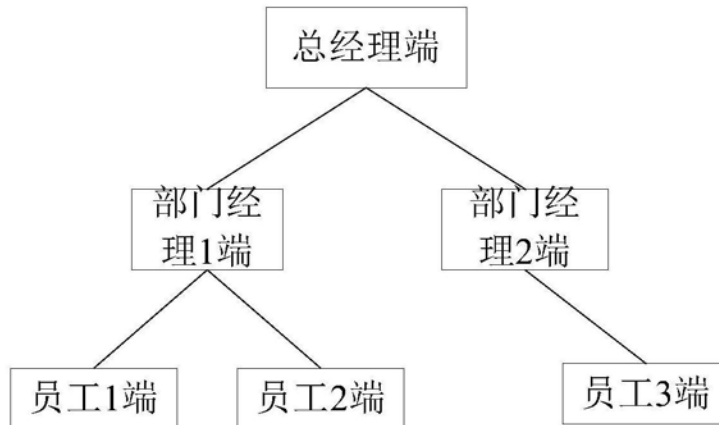 总经理端
部门经
理1端
部门经
理2端
员工1端
员工2端
员工3端